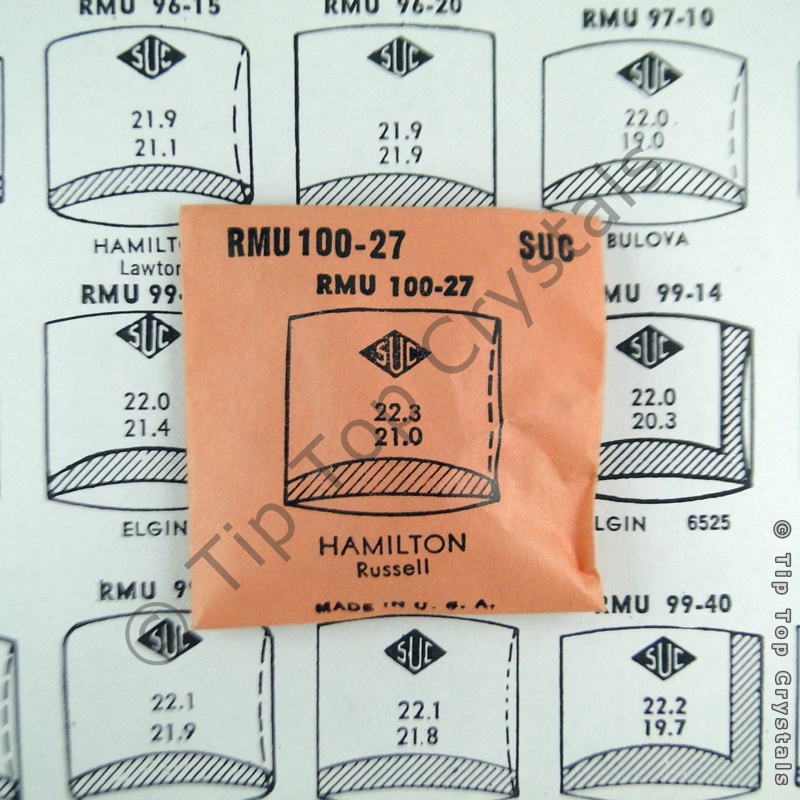 RMU 96-15
RMU 96-20
RMU 97-10
SUC
SUC
SUC
21.9
21.1
21.9
21.9
22.0
19.0
HAMILT
Lawton
BULOVA
RMU 99-
MU 99-14
SUC
22.0
21.4
ELGIN
RMU 100-27 SUC
RMU 100-27
SUC
22.3
21.0
HAMILTON
Russell
MADE IN U. S. A.
SUC
22.0
20.3
LGIN 6525
RMU 9
RMU 99-40
SUC
SUC
SUC
22.1
21.9
22.1
21.8
22.2
19.7
© Tip Top Crystals
© Tip Top Crystals